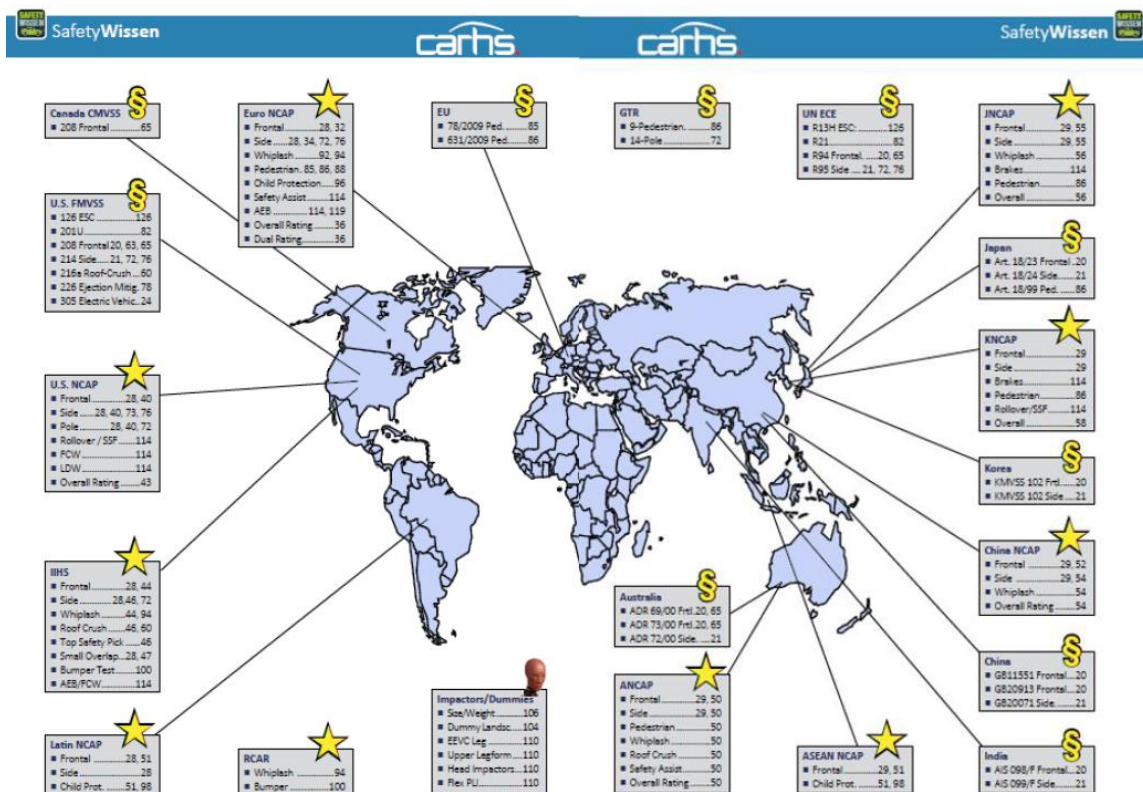 SafetyWissen
carhs.
carhs.
SafetyWissen
Canada CMVSS
208 Frontal 65
Euro NCAP
Frontal 28, 32
Side 28, 34, 72, 76
Whiplash 92, 94
Pedestrian. 85, 86, 88
Child Protection 96
Safety Assist 114
AEB 114, 119
Overall Rating 36
Dual Rating 36
EU
78/2009 Ped. 85
631/2009 Ped. 86
GTR
9-Pedestrian. 86
14-Pole 72
UN ECE
R13H ESC: 126
R21 82
R94 Frontal. 20, 65
R95 Side 21, 72, 76
JNCAP
Frontal 29, 55
Side 29, 55
Whiplash 56
Brakes 114
Pedestrian 86
Overall 56
U.S. FMVSS
126 ESC 126
201U 82
208 Frontal 20, 63, 65
214 Side 21, 72, 76
216a Roof-Crush 60
226 Ejection Mitig. 78
305 Electric Vehic. 24
Japan
Art. 18/23 Frontal 20
Art. 18/24 Side 21
Art. 18/99 Ped. 86
U.S. NCAP
Frontal 28, 40
Side 28, 40, 73, 76
Pole 28, 40, 72
Rollover / SSF 114
FCW 114
LDW 114
Overall Rating 43
KNCAP
Frontal 29
Side 29
Brakes 114
Pedestrian 86
Rollover/SSF 114
Overall 58
Korea
KMVSS 102 Frtl. 20
KMVSS 102 Side 21
IIHS
Frontal 28, 44
Side 28,46, 72
Whiplash 44, 94
Roof Crush 46, 60
Top Safety Pick 46
Small Overlap 28, 47
Bumper Test 100
AEB/FCW 114
China NCAP
Frontal 29, 52
Side 29, 54
Whiplash 54
Overall Rating 54
Australia
ADR 69/00 Frtl. 20, 65
ADR 73/00 Frtl. 20, 65
ADR 72/00 Side. 21
China
GB11551 Frontal 20
GB20913 Frontal 20
GB20071 Side 21
Latin NCAP
Frontal 28, 51
Side 28
Child Prot. 51, 98
RCAR
Whiplash 94
Bumper 100
Impactors/Dummies
Size/Weight 106
Dummy Landsc. 104
EEVC Leg 110
Upper Legform 110
Head Impactors 110
Flex PLI 110
ANCAP
Frontal 29, 50
Side 29, 50
Pedestrian 50
Whiplash 50
Roof Crush 50
Safety Assist 50
Overall Rating 50
ASEAN NCAP
Frontal 29, 51
Child Prot. 51, 98
India
AIS 098/F Frontal 20
AIS 099/F Side 21